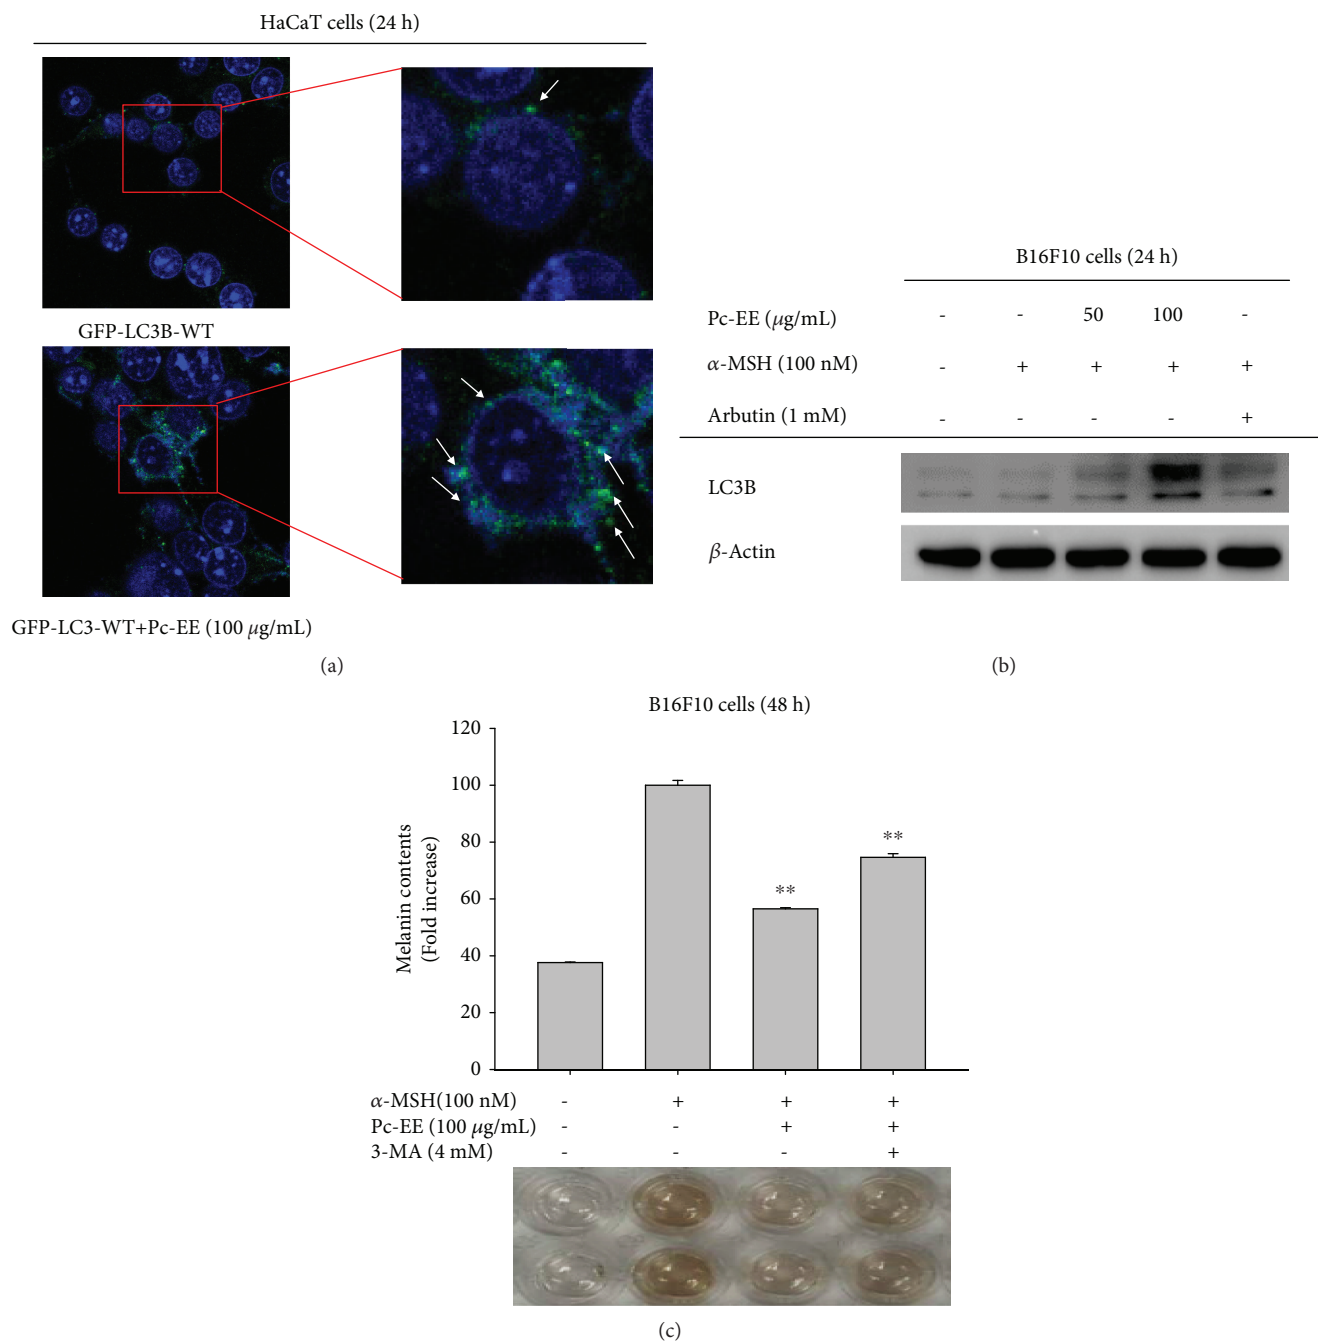 HaCaT cells (24 h)
GFP-LC3B-WT
GFP-LC3-WT+Pc-EE (100 μg/mL)
(a)
B16F10 cells (24 h)
Pc-EE (μg/mL) - - 50 100 -
α-MSH (100 nM) - + + + +
Arbutin (1 mM) - - - - +
LC3B
β-Actin
(b)
B16F10 cells (48 h)
Melanin contents
(Fold increase)
120
100
80
60
40
20
0
**
**
α-MSH(100 nM) - + + +
Pc-EE (100 μg/mL) - - + +
3-MA (4 mM) - - - +
(c)